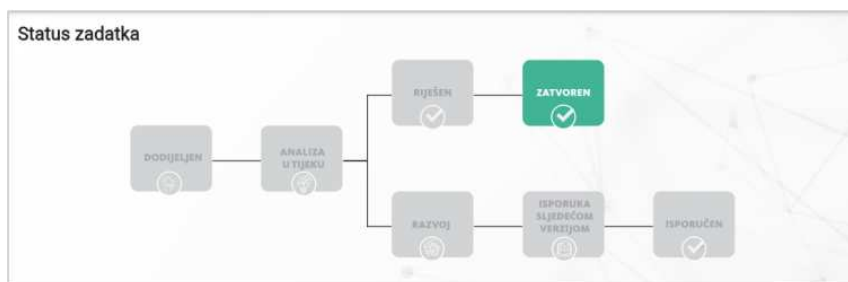 Status zadatka
RIJEŠEN
ZATVOREN
DODIJELJEN
ANALIZA
U TIJEKU
RAZVOJ
ISPORUKA
SLJEDEĆOM
VERZIJOM
ISPORUČEN